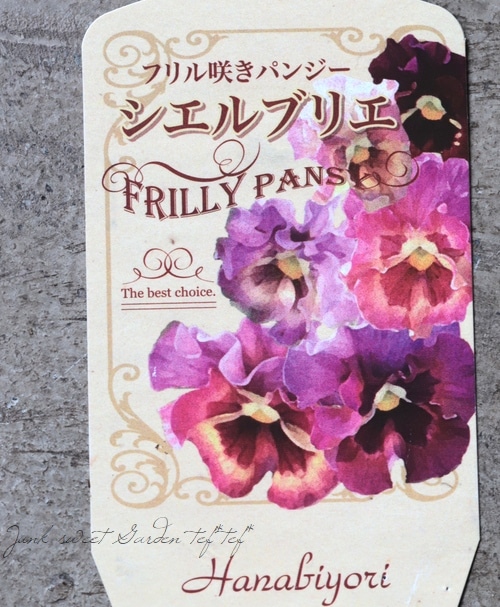 フリル咲きパンジー
シエルブリエ
FRILLY PANSY
The best choice.
Junk sweet Garden tef*tef*
Hanabiyori